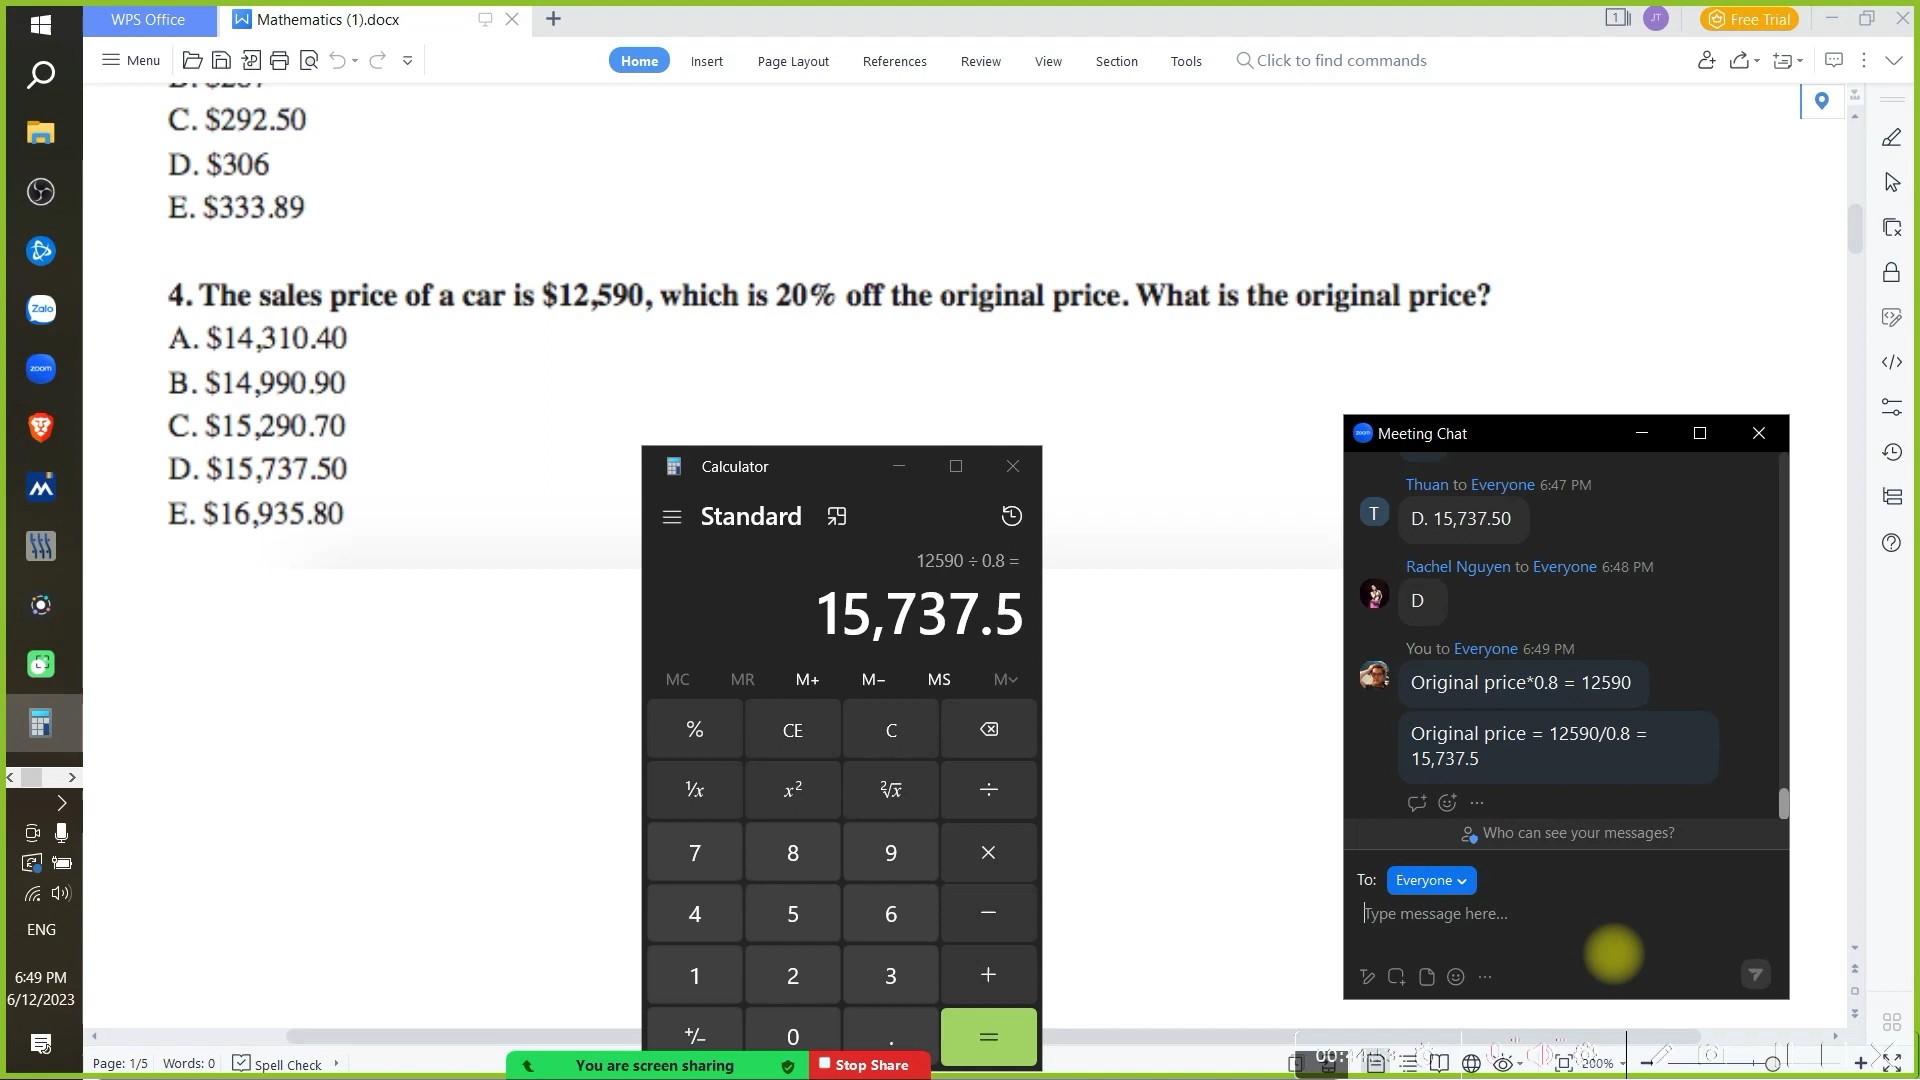 WPS Office
Mathematics (1).docx
1
JT
Free Trial
Menu
Home
Insert
Page Layout
References
Review
View
Section
Tools
Click to find commands
C. $292.50
D. $306
E. $333.89
4. The sales price of a car is $12,590, which is 20% off the original price. What is the original price?
A. $14,310.40
B. $14,990.90
C. $15,290.70
D. $15,737.50
E. $16,935.80
Zalo
zoom
Calculator
Standard
12590 ÷ 0.8 =
15,737.5
MC MR M+ M− MS M
% CE C
¹/x x² ²√x ÷
7 8 9 ×
4 5 6 −
1 2 3 +
+/− 0 . =
zoom Meeting Chat
Thuan to Everyone 6:47 PM
T
D. 15,737.50
Rachel Nguyen to Everyone 6:48 PM
D
You to Everyone 6:49 PM
Original price*0.8 = 12590
Original price = 12590/0.8 =
15,737.5
Who can see your messages?
To: Everyone
Type message here...
ENG
6:49 PM
6/12/2023
Page: 1/5
Words: 0
Spell Check
You are screen sharing
Stop Share
200%